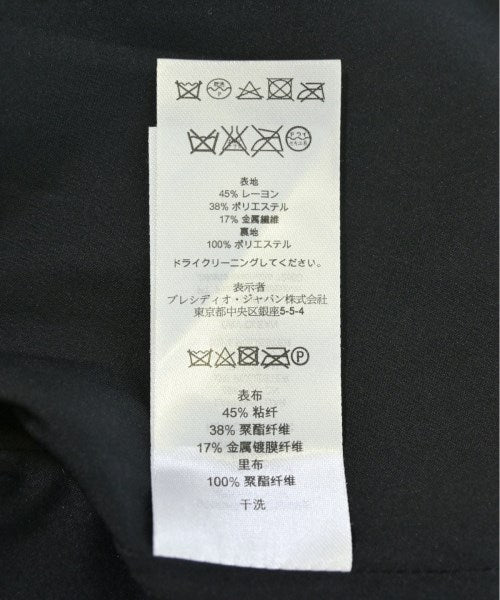 表地
45% レーヨン
38% ポリエステル
17% 金属繊維
裏地
100% ポリエステル
ドライクリーニングしてください。
表示者
プレシディオ・ジャパン株式会社
東京都中央区銀座5-5-4
P
表布
45% 粘纤
38% 聚酯纤维
17% 金属镀膜纤维
里布
100% 聚酯纤维
干洗